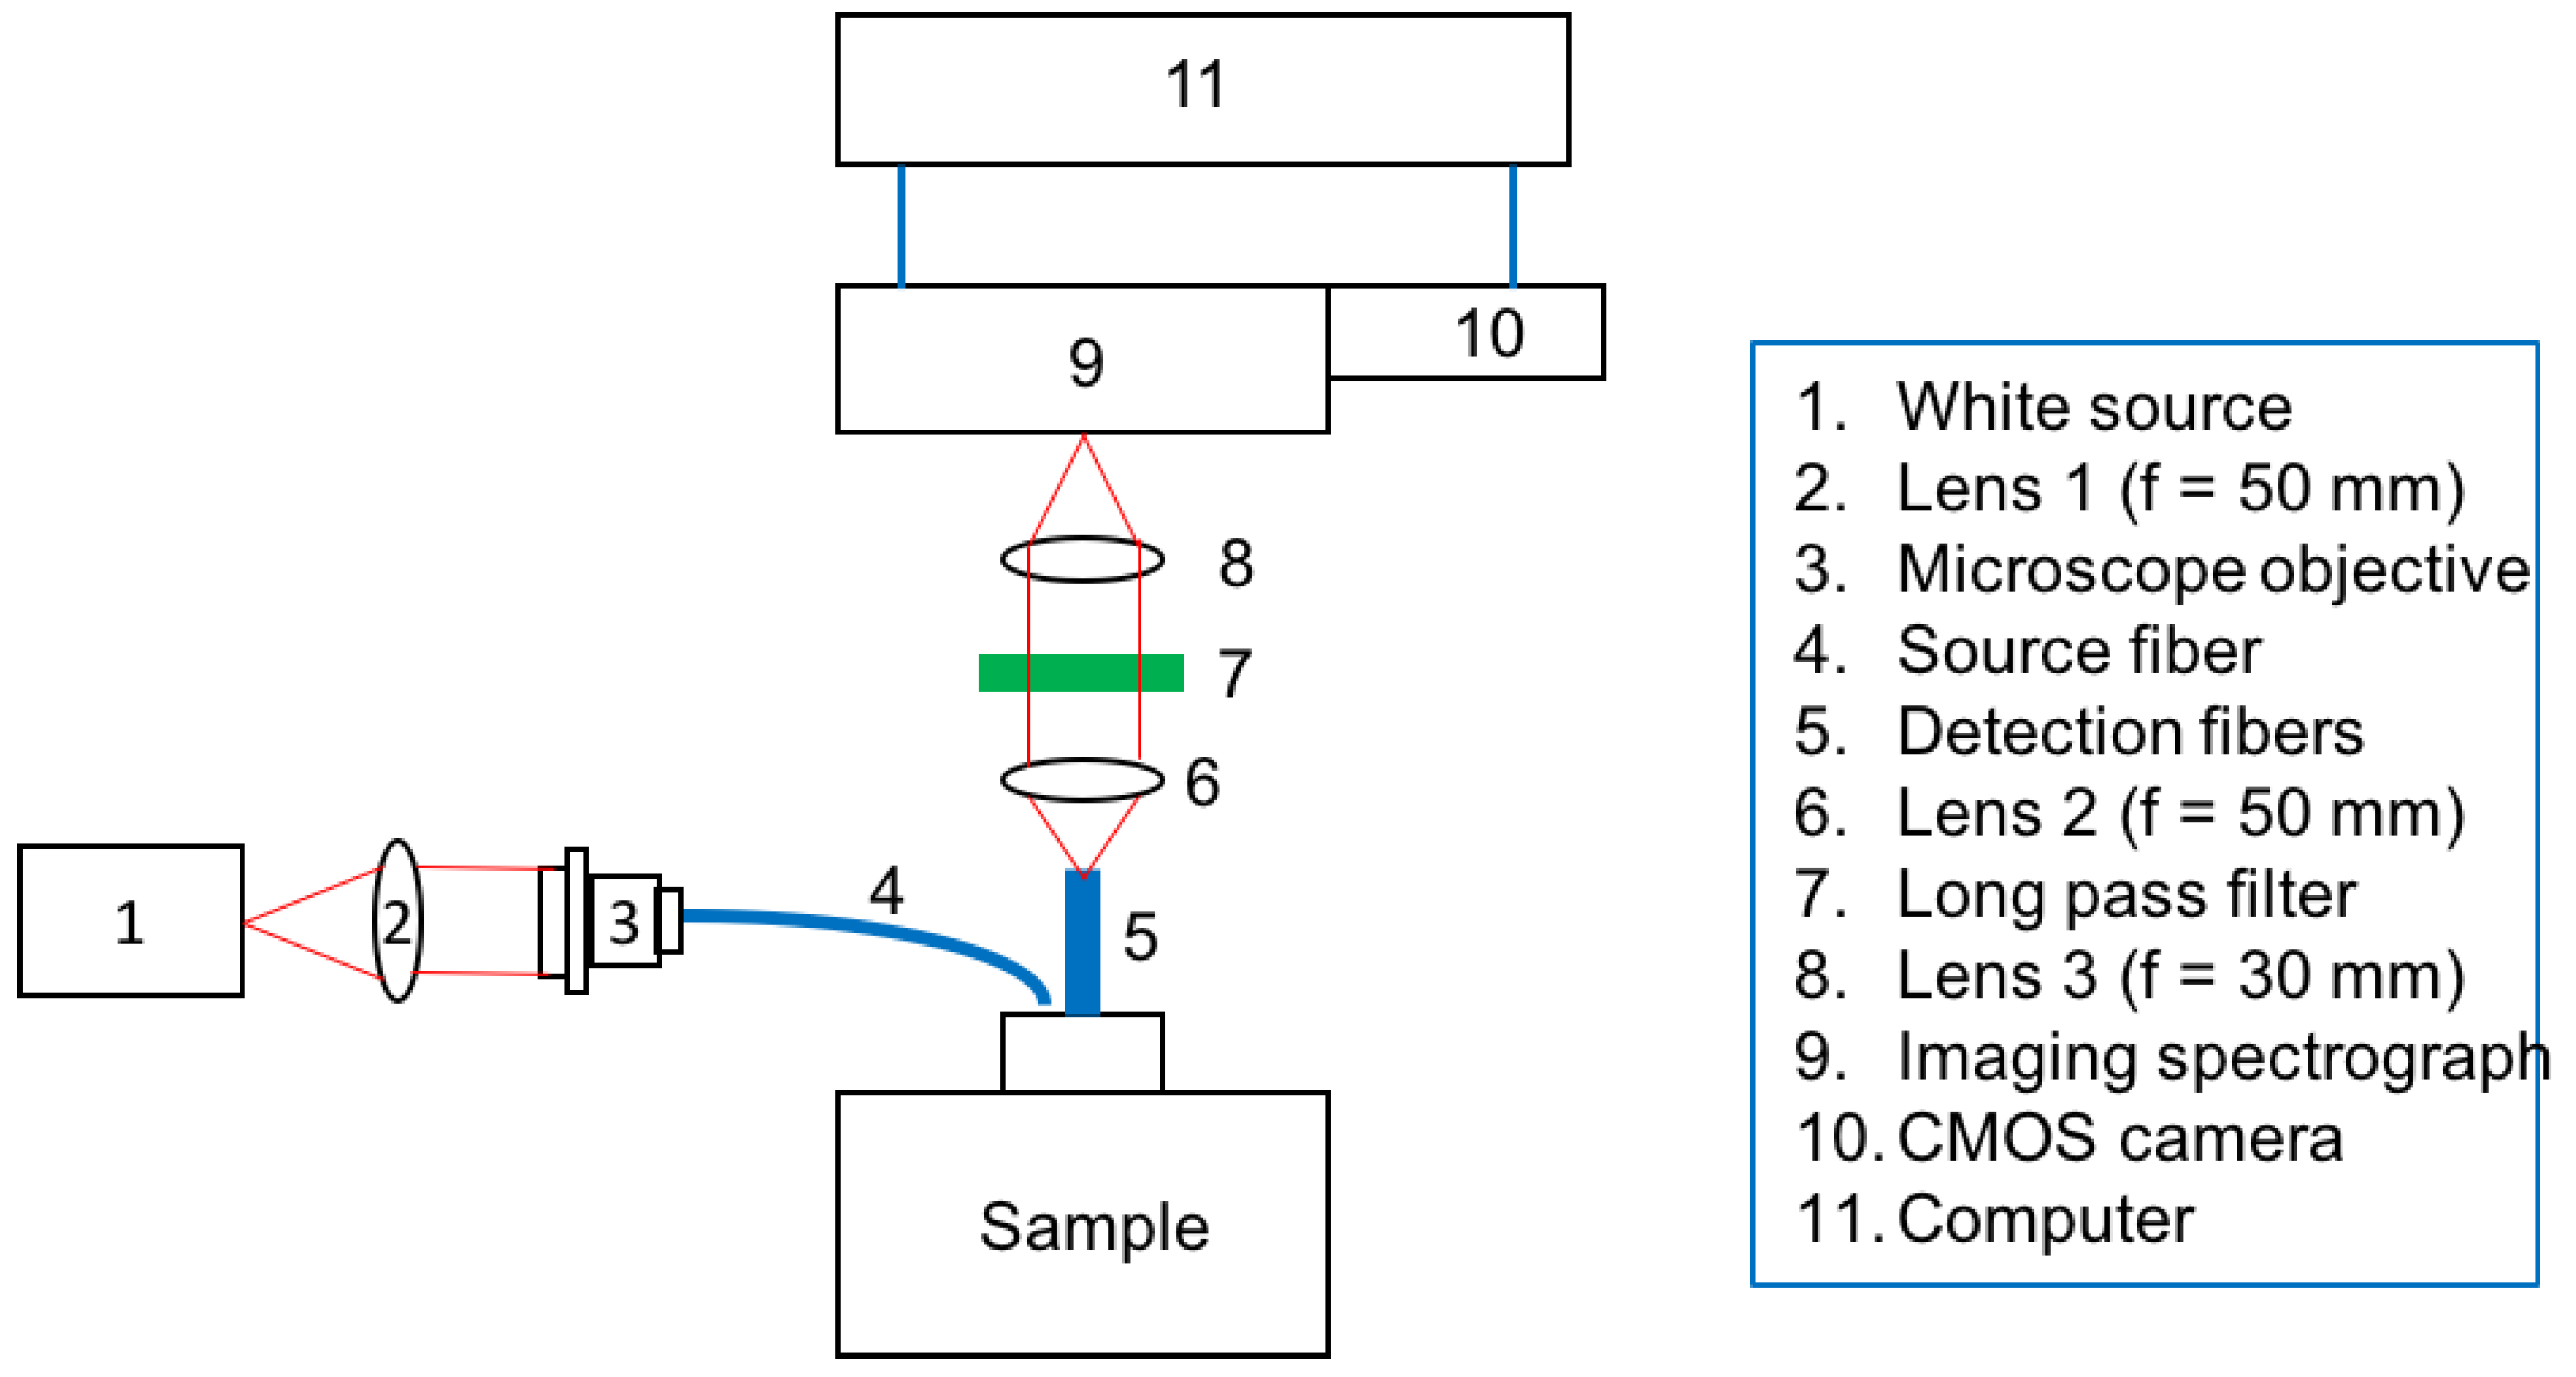 11
9
10
8
7
6
1
2
3
4
5
Sample
1. White source
2. Lens 1 (f = 50 mm)
3. Microscope objective
4. Source fiber
5. Detection fibers
6. Lens 2 (f = 50 mm)
7. Long pass filter
8. Lens 3 (f = 30 mm)
9. Imaging spectrograph
10. CMOS camera
11. Computer